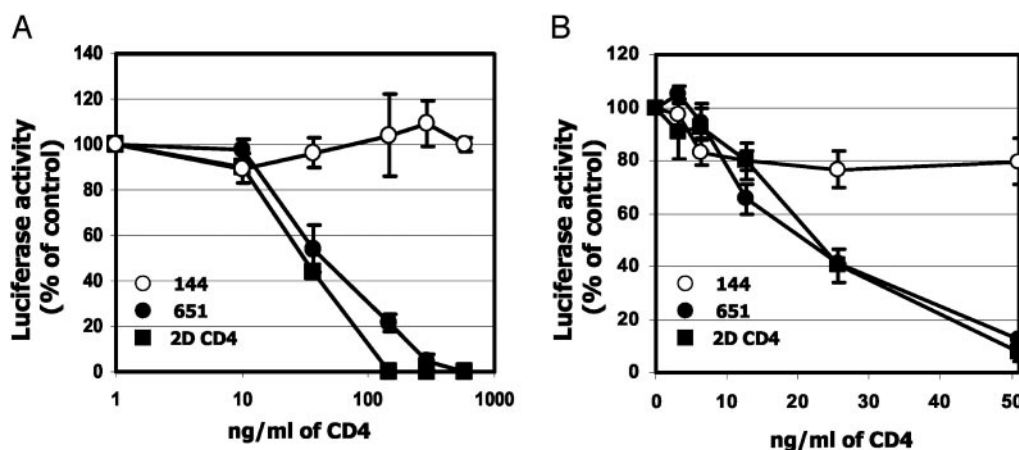 A
Luciferase activity
(% of control)
140
120
100
80
60
40
20
0
144
651
2D CD4
1
10
100
1000
ng/ml of CD4
B
Luciferase activity
(% of control)
120
100
80
60
40
20
0
144
651
2D CD4
0
10
20
30
40
50
ng/ml of CD4